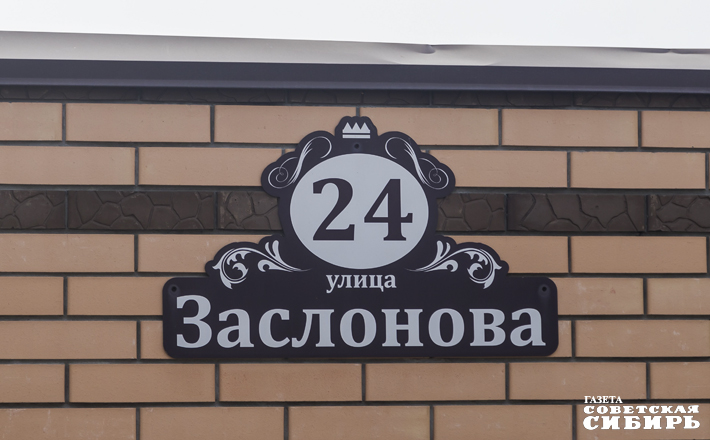 24
улица
Заслонова
ГАЗЕТА
СОВЕТСКАЯ
СИБИРЬ